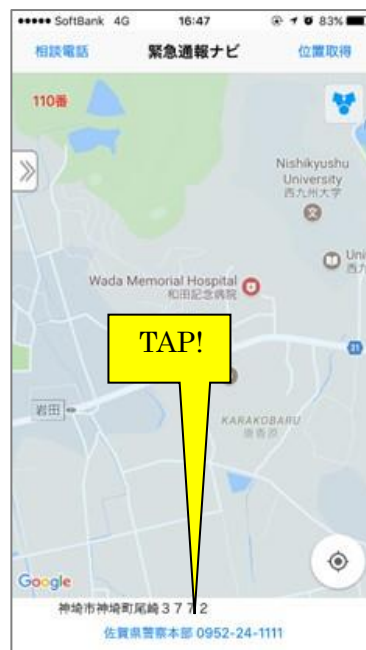 SoftBank 4G 16:47 83%
相談電話 緊急通報ナビ 位置取得
110番
Nishikyushu
University
西九州大学
Uni
西九
Wada Memorial Hospital
和田記念病院
TAP!
31
岩田
KARAKOBARU
Google
神埼市神埼町尾崎3772
佐賀県警察本部 0952-24-1111